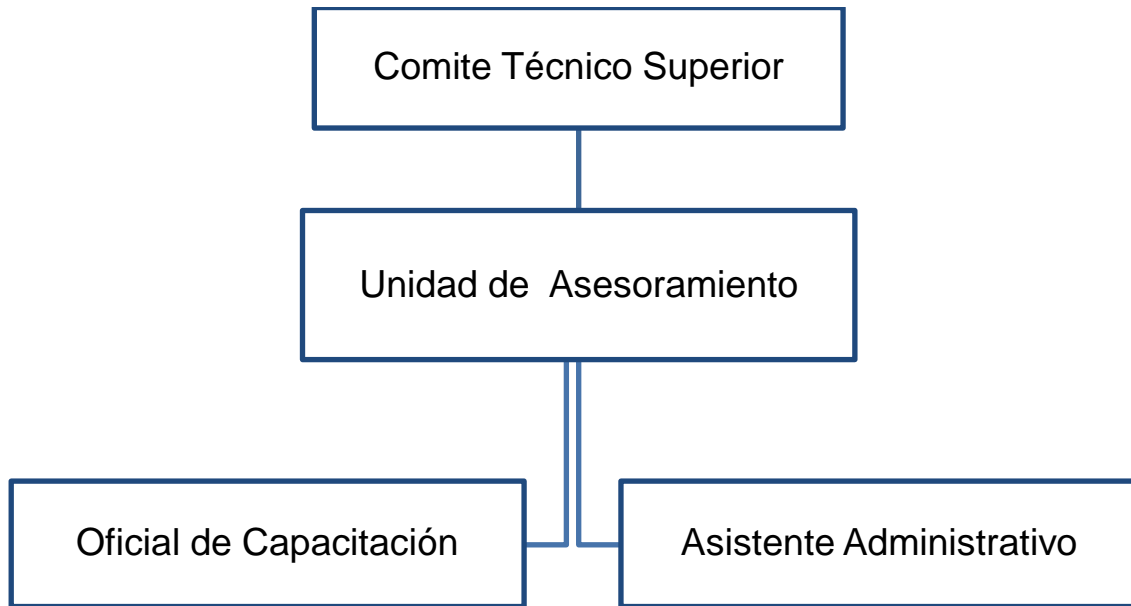 Comite Técnico Superior
Unidad de Asesoramiento
Oficial de Capacitación
Asistente Administrativo